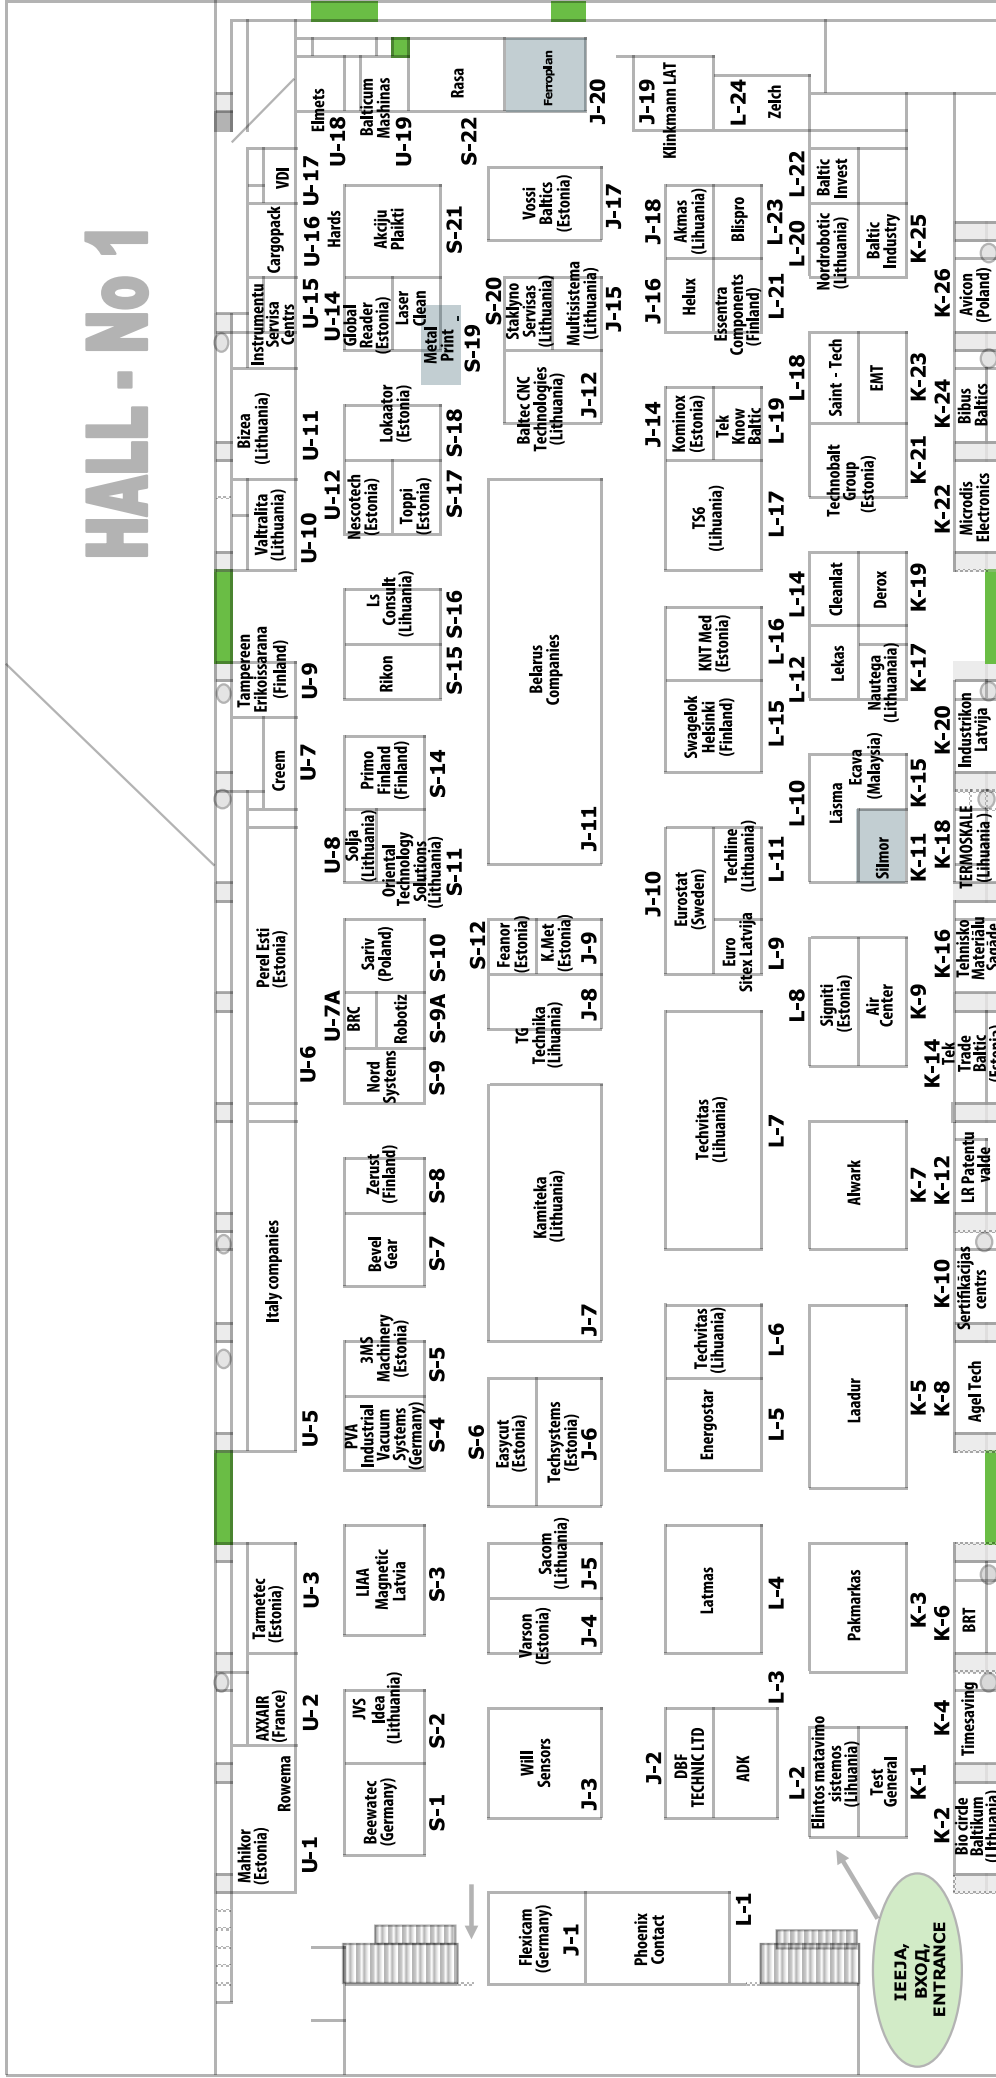 HALL - No 1
Elmets
U-18
Balticum
Mashinas
U-19
Rasa
S-22
Ferroplan
J-20
J-19
Klinkmann LAT
L-24
Zelch
VDI
U-17
Cargopack
U-16
Hards
Akciju
Plaikti
S-21
Vossi
Baltics
(Estonia)
J-17
J-18
Akmas
(Lihuania)
Blispro
L-23
L-22
Baltic
Invest
L-20
Nordrobotic
(Lithuania)
Baltic
Industry
K-25
Instrumentu
Servisa
Centrs
U-15
U-14
Global
Reader
(Estonia)
Laser
Clean
Metal
Print -
S-19
S-20
Staklyno
Servisas
(Lithuania)
Multisistema
(Lithuania)
J-15
J-16
Helux
Essentra
Components
(Finland)
L-21
K-26
Avicon
(Poland)
Bizea
(Lithuania)
U-11
Lokaator
(Estonia)
S-18
Baltec CNC
Technologies
(Lithuania)
J-12
J-14
Kominox
(Estonia)
Tek
Know
Baltic
L-19
L-18
Saint - Tech
EMT
K-23
K-24
Bibus
Baltics
Valtralita
(Lithuania)
U-10
U-12
Nescotech
(Estonia)
Toppi
(Estonia)
S-17
TS6
(Lihuania)
L-17
Technobalt
Group
(Estonia)
K-21
K-22
Microdis
Electronics
Tampereen
Erikoissarana
(Finland)
U-9
Ls
Consult
(Lihuania)
S-16
Rikon
S-15
Belarus
Companies
J-11
KNT Med
(Estonia)
L-16
Swagelok
Helsinki
(Finland)
L-15
L-14
Cleanlat
Derox
K-19
L-12
Lekas
Nautega
(Lithuanaia)
K-17
K-20
Industrikon
Latvija
Creem
U-7
Primo
Finland
(Finland)
S-14
U-8
Solja
(Lithuania)
Oriental
Technology
Solutions
(Lithuania)
S-11
J-10
Eurostat
(Sweden)
Techline
(Lithuania)
L-11
Euro
Sitex Latvija
L-9
L-10
Läsma
Ecava
(Malaysia)
K-15
Silmor
K-11
K-18
TERMOSKALE
(Lihuania )
Perel Esti
(Estonia)
U-6
Sariv
(Poland)
S-10
U-7A
BRC
Robotiz
S-9A
Nord
Systems
S-9
S-12
Feanor
(Estonia)
K.Met
(Estonia)
J-9
TG
Technika
(Lihuania)
J-8
L-8
Signiti
(Estonia)
Air
Center
K-9
K-16
Tehnisko
Materiālu
Sagāde
K-14
Tek
Trade
Baltic
(Estonia)
Italy companies
U-5
Zerust
(Finland)
S-8
Bevel
Gear
S-7
Kamiteka
(Lithuania)
J-7
Techvitas
(Lihuania)
L-7
Alwark
K-7
K-12
LR Patentu
valde
K-10
Sertifikācijas
centrs
3MS
Machinery
(Estonia)
S-5
PVA
Industrial
Vacuum
Systems
(Germany)
S-4
S-6
Easycut
(Estonia)
Techsystems
(Estonia)
J-6
Techvitas
(Lihuania)
L-6
Energostar
L-5
Laadur
K-5
K-8
Agel Tech
Tarmetec
(Estonia)
U-3
LIAA
Magnetic
Latvia
S-3
Sacom
(Lithuania)
J-5
Varson
(Estonia)
J-4
Latmas
L-4
L-3
Pakmarkas
K-3
K-6
BRT
AXXAIR
(France)
U-2
JVS
Idea
(Lithuania)
S-2
Will
Sensors
J-3
J-2
DBF
TECHNIC LTD
ADK
L-2
Elintos matavimo
sistemos
(Lihuania)
Test
General
K-1
K-4
Timesaving
Mahikor
(Estonia)
Rowema
U-1
Beewatec
(Germany)
S-1
K-2
Bio circle
Baltikum
(Lithuania)
Flexicam
(Germany)
J-1
Phoenix
Contact
L-1
IEEJA,
ВХОД,
ENTRANCE